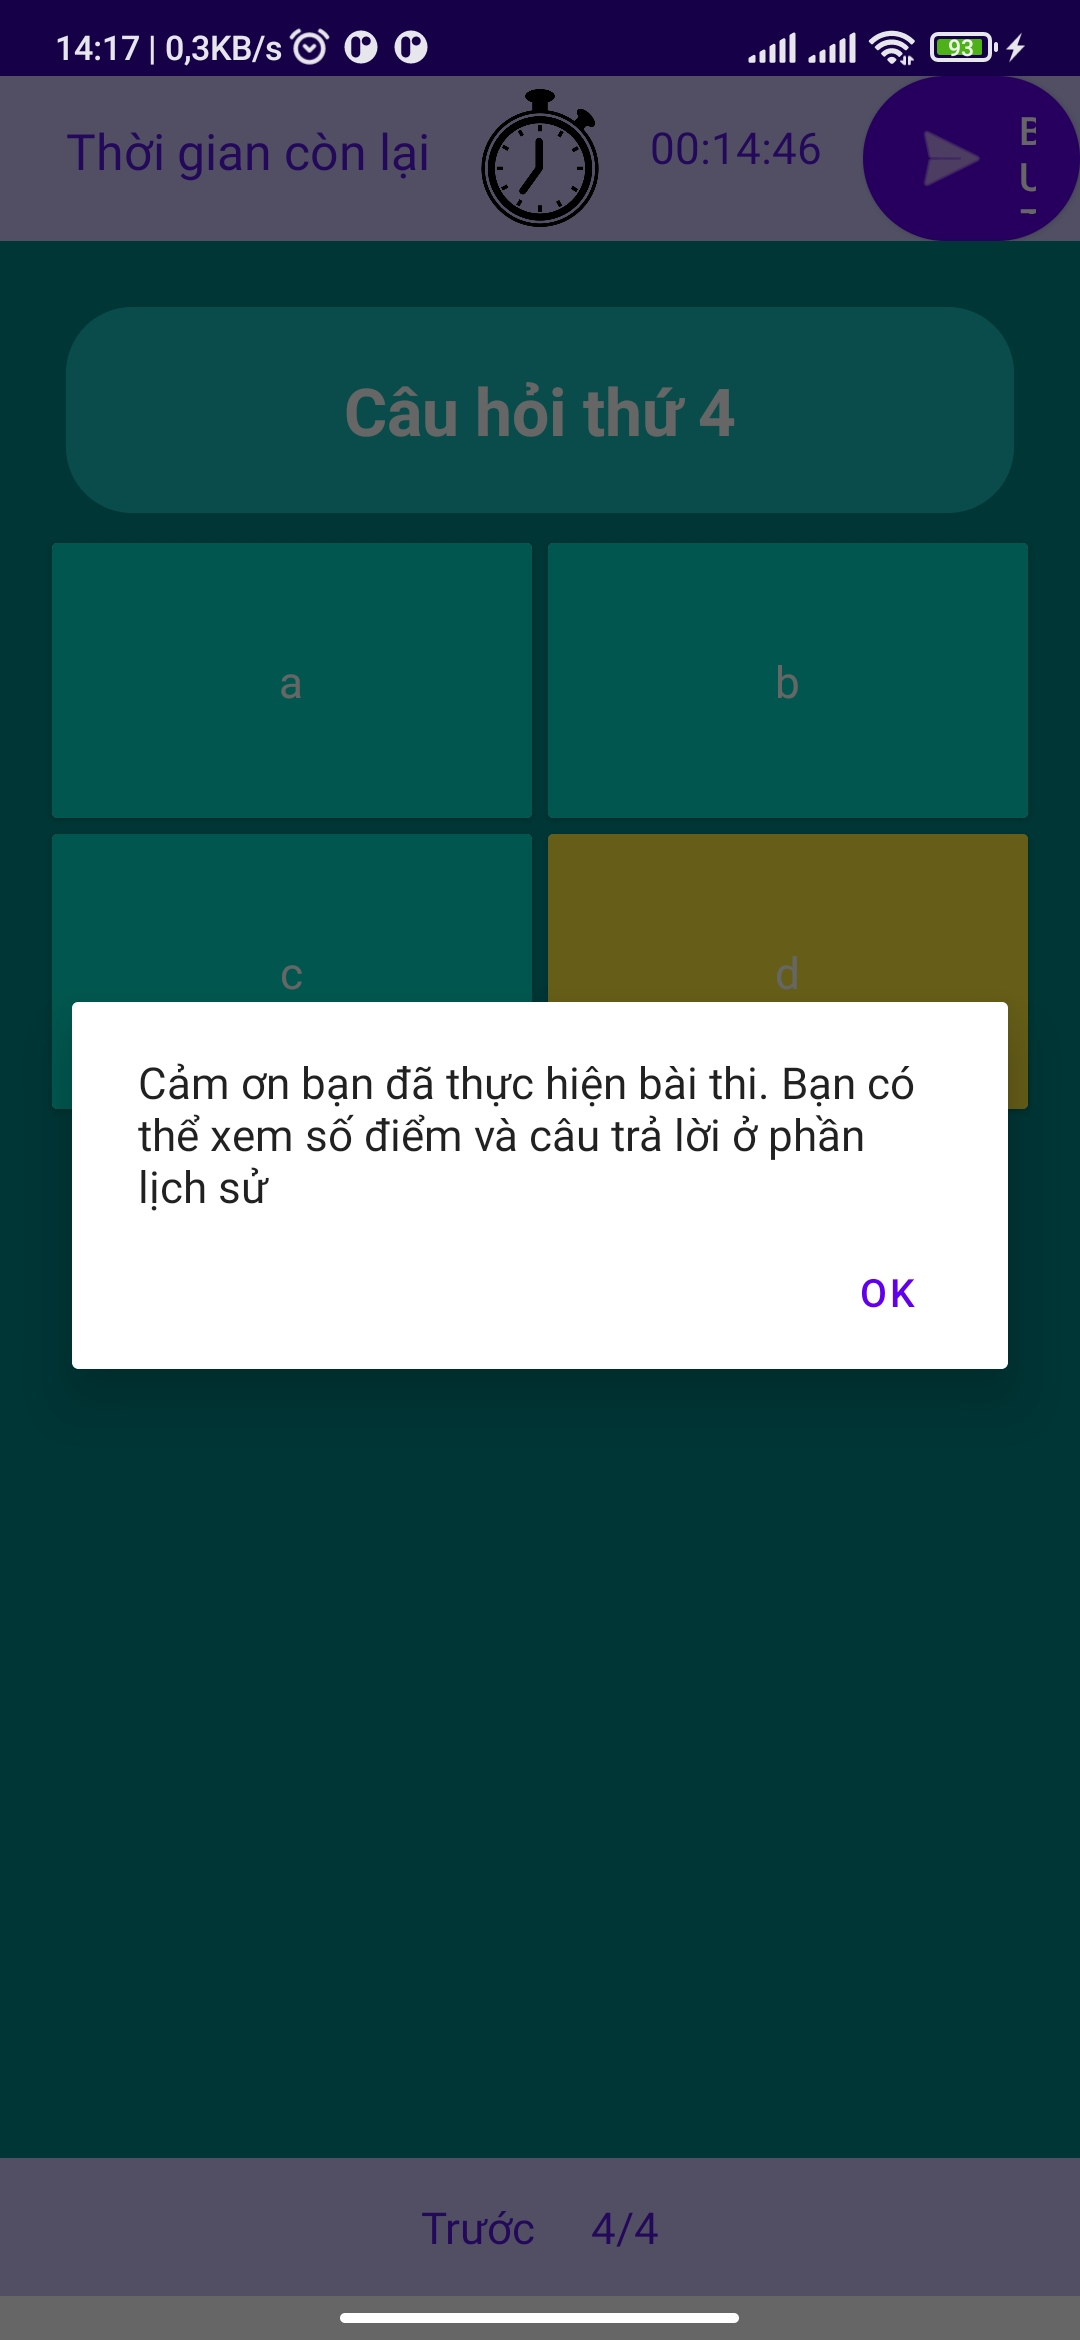 14:17 | 0,3KB/s
93
Thời gian còn lại
00:14:46
Câu hỏi thứ 4
a
b
c
d
Cảm ơn bạn đã thực hiện bài thi. Bạn có
thể xem số điểm và câu trả lời ở phần
lịch sử
OK
Trước
4/4